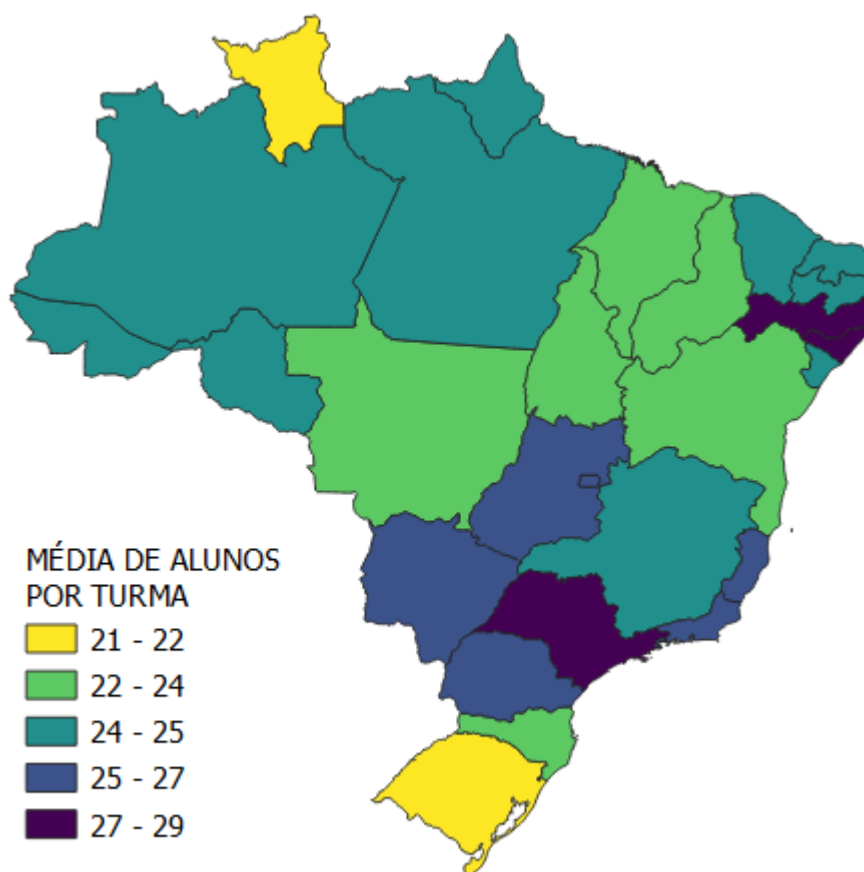 MÉDIA DE ALUNOS
POR TURMA
21 - 22
22 - 24
24 - 25
25 - 27
27 - 29